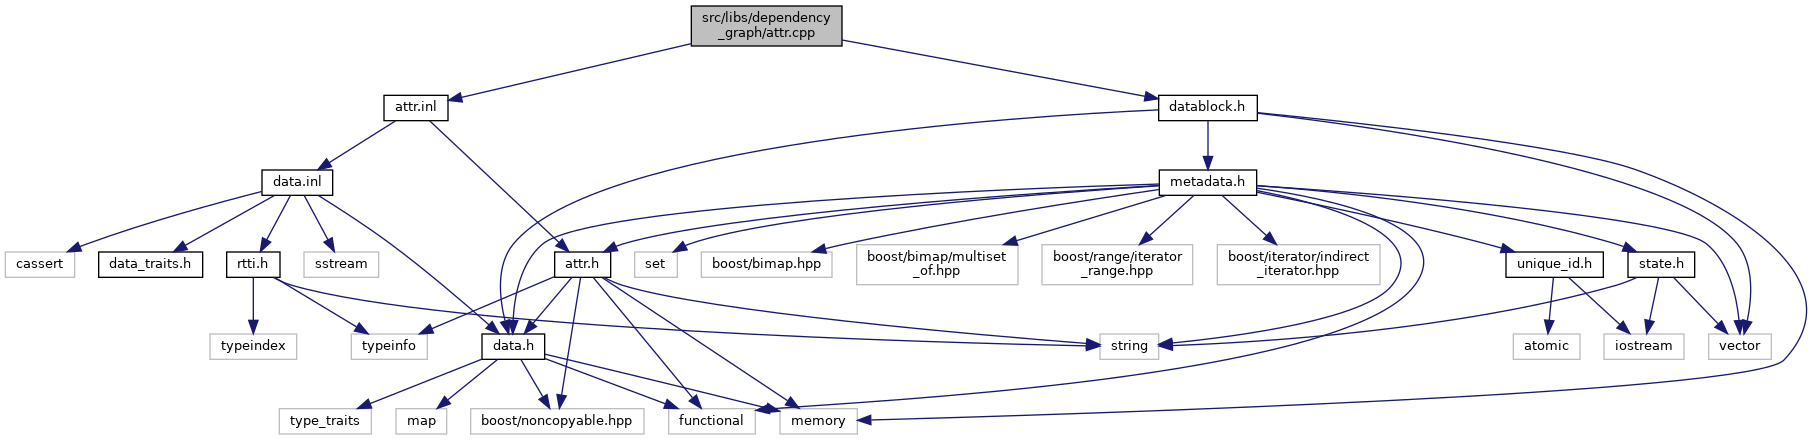 src/libs/dependency
_graph/attr.cpp
attr.inl
datablock.h
data.inl
metadata.h
cassert
data_traits.h
rtti.h
sstream
attr.h
set
boost/bimap.hpp
boost/bimap/multiset
_of.hpp
boost/range/iterator
_range.hpp
boost/iterator/indirect
_iterator.hpp
unique_id.h
state.h
typeindex
typeinfo
data.h
string
atomic
iostream
vector
type_traits
map
boost/noncopyable.hpp
functional
memory